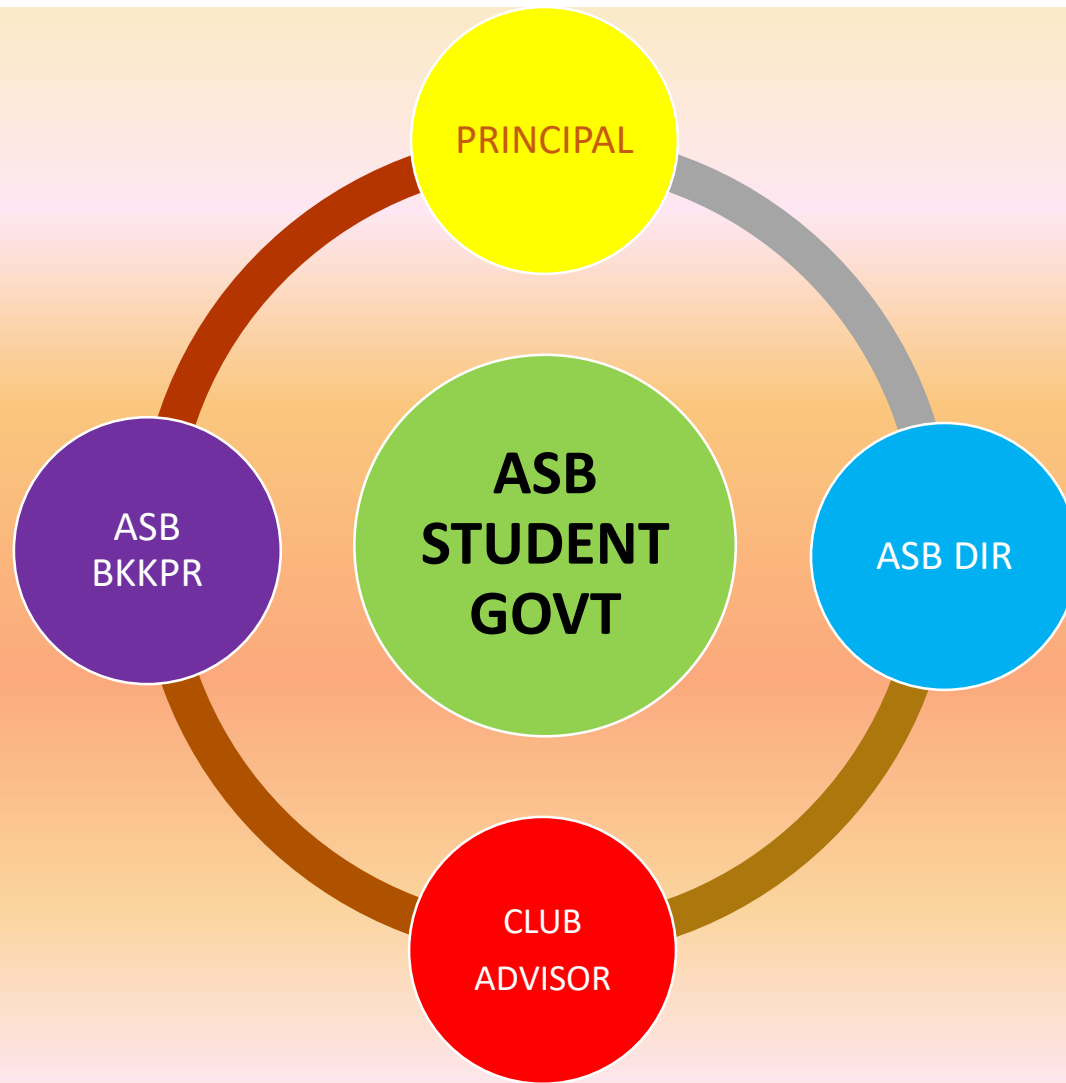 PRINCIPAL
ASB
BKKPR
ASB
STUDENT
GOVT
ASB DIR
CLUB
ADVISOR